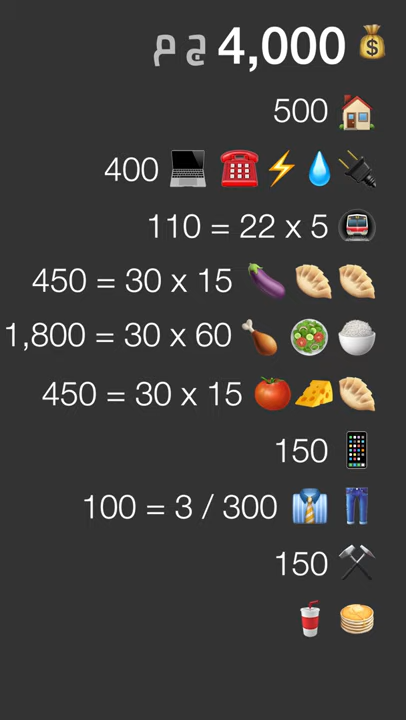 4,000 ج م
500
400
110 = 22 x 5
450 = 30 x 15
1,800 = 30 x 60
450 = 30 x 15
150
100 = 3 / 300
150